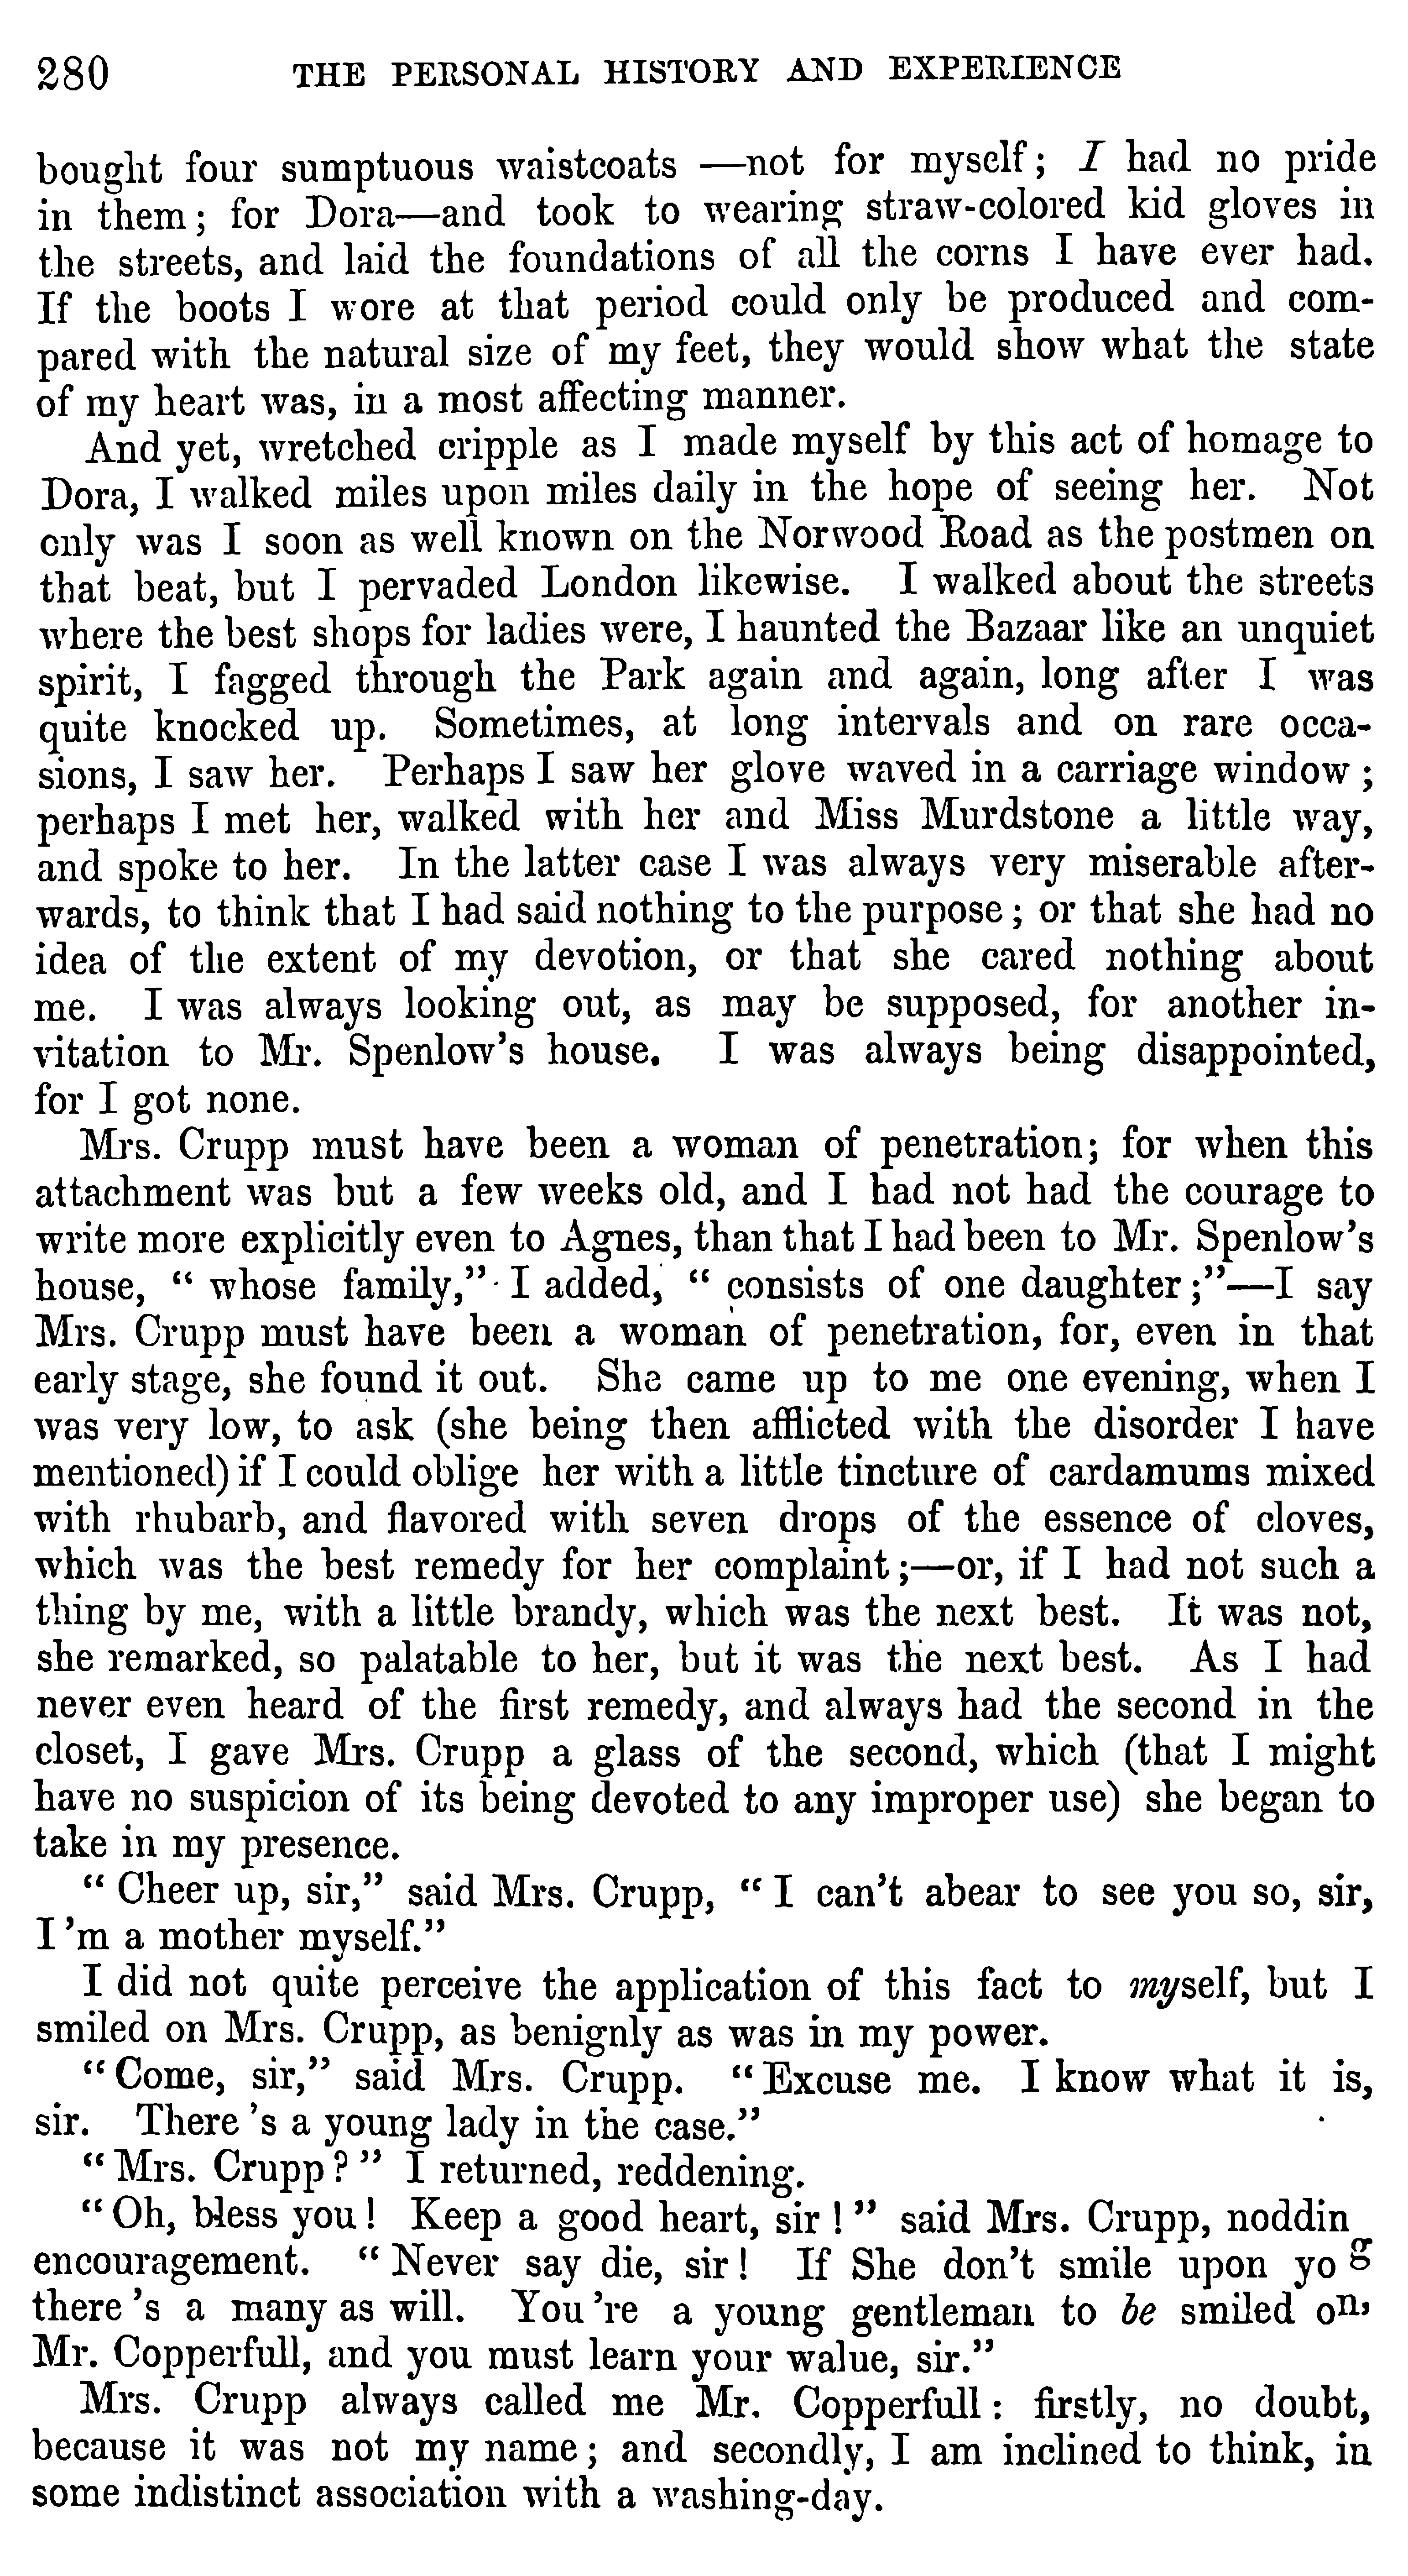 280 THE PERSONAL HISTORY AND EXPERIENCE
bought four sumptuous waistcoats —not for myself; I had no pride
in them; for Dora—and took to wearing straw-colored kid gloves in
the streets, and laid the foundations of all the corns I have ever had.
If the boots I wore at that period could only be produced and com-
pared with the natural size of my feet, they would show what the state
of my heart was, in a most affecting manner.
And yet, wretched cripple as I made myself by this act of homage to
Dora, I walked miles upon miles daily in the hope of seeing her. Not
only was I soon as well known on the Norwood Road as the postmen on
that beat, but I pervaded London likewise. I walked about the streets
where the best shops for ladies were, I haunted the Bazaar like an unquiet
spirit, I fagged through the Park again and again, long after I was
quite knocked up. Sometimes, at long intervals and on rare occa-
sions, I saw her. Perhaps I saw her glove waved in a carriage window;
perhaps I met her, walked with her and Miss Murdstone a little way,
and spoke to her. In the latter case I was always very miserable after-
wards, to think that I had said nothing to the purpose; or that she had no
idea of the extent of my devotion, or that she cared nothing about
me. I was always looking out, as may be supposed, for another in-
vitation to Mr. Spenlow's house. I was always being disappointed,
for I got none.
Mrs. Crupp must have been a woman of penetration; for when this
attachment was but a few weeks old, and I had not had the courage to
write more explicitly even to Agnes, than that I had been to Mr. Spenlow's
house, "whose family," I added, "consists of one daughter;"—I say
Mrs. Crupp must have been a woman of penetration, for, even in that
early stage, she found it out. She came up to me one evening, when I
was very low, to ask (she being then afflicted with the disorder I have
mentioned) if I could oblige her with a little tincture of cardamums mixed
with rhubarb, and flavored with seven drops of the essence of cloves,
which was the best remedy for her complaint;—or, if I had not such a
thing by me, with a little brandy, which was the next best. It was not,
she remarked, so palatable to her, but it was the next best. As I had
never even heard of the first remedy, and always had the second in the
closet, I gave Mrs. Crupp a glass of the second, which (that I might
have no suspicion of its being devoted to any improper use) she began to
take in my presence.
"Cheer up, sir," said Mrs. Crupp, "I can't abear to see you so, sir,
I'm a mother myself."
I did not quite perceive the application of this fact to myself, but I
smiled on Mrs. Crupp, as benignly as was in my power.
"Come, sir," said Mrs. Crupp. "Excuse me. I know what it is,
sir. There's a young lady in the case."
"Mrs. Crupp?" I returned, reddening.
"Oh, bless you! Keep a good heart, sir!" said Mrs. Crupp, nodding
encouragement. "Never say die, sir! If She don't smile upon yo
there's a many as will. You're a young gentleman to be smiled on,
Mr. Copperfull, and you must learn your walue, sir."
Mrs. Crupp always called me Mr. Copperfull: firstly, no doubt,
because it was not my name; and secondly, I am inclined to think, in
some indistinct association with a washing-day.